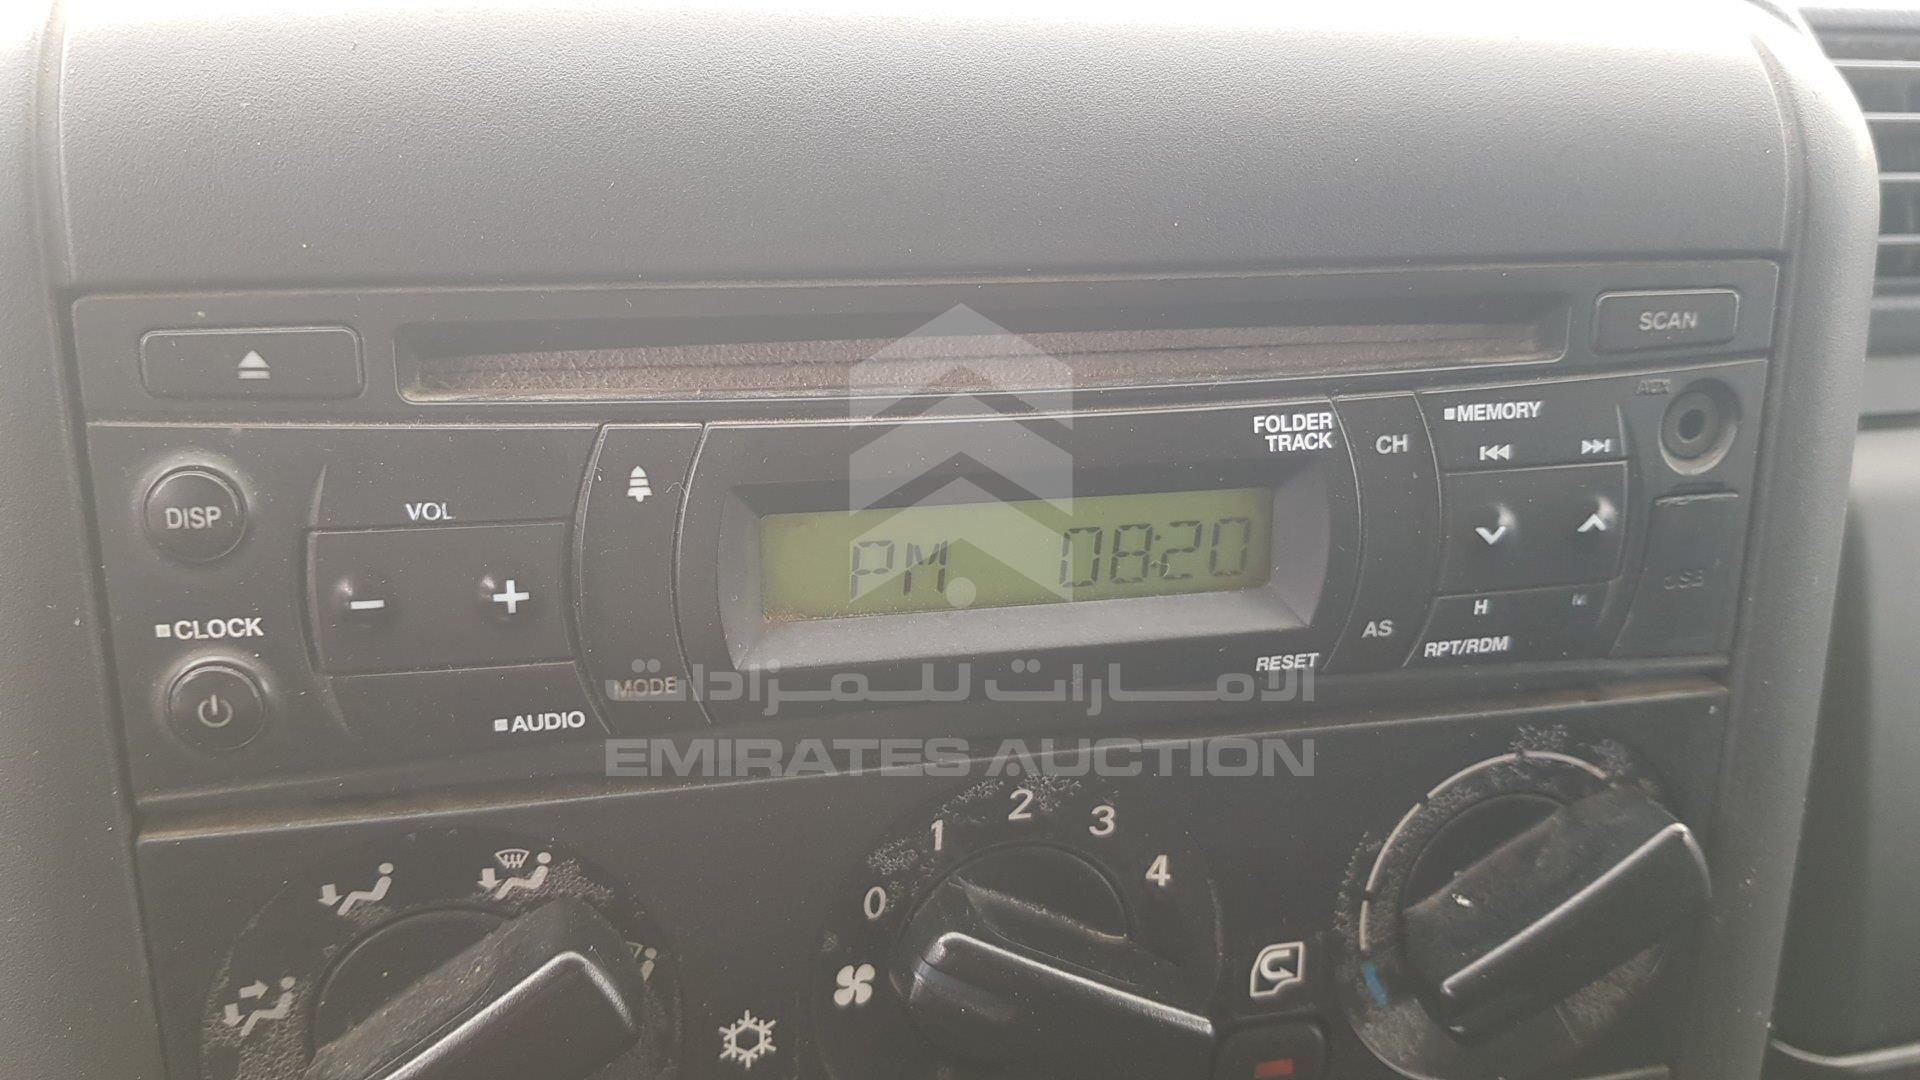 SCAN
AUX
FOLDER
TRACK
CH
MEMORY
DISP
VOL
PM 08:20
USB
CLOCK
H
M
AS
RPT/RDM
RESET
MODE
AUDIO
الامارات للمزادات
EMIRATES AUCTION
0 1 2 3 4